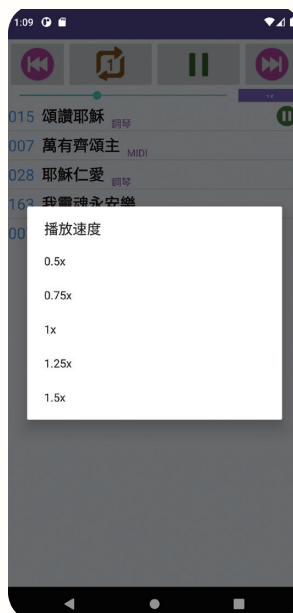 1:09
1
015 頌讚耶穌 鋼琴
007 萬有齊頌主 MIDI
028 耶穌仁愛 鋼琴
163 我靈魂永安樂
00
播放速度
0.5x
0.75x
1x
1.25x
1.5x